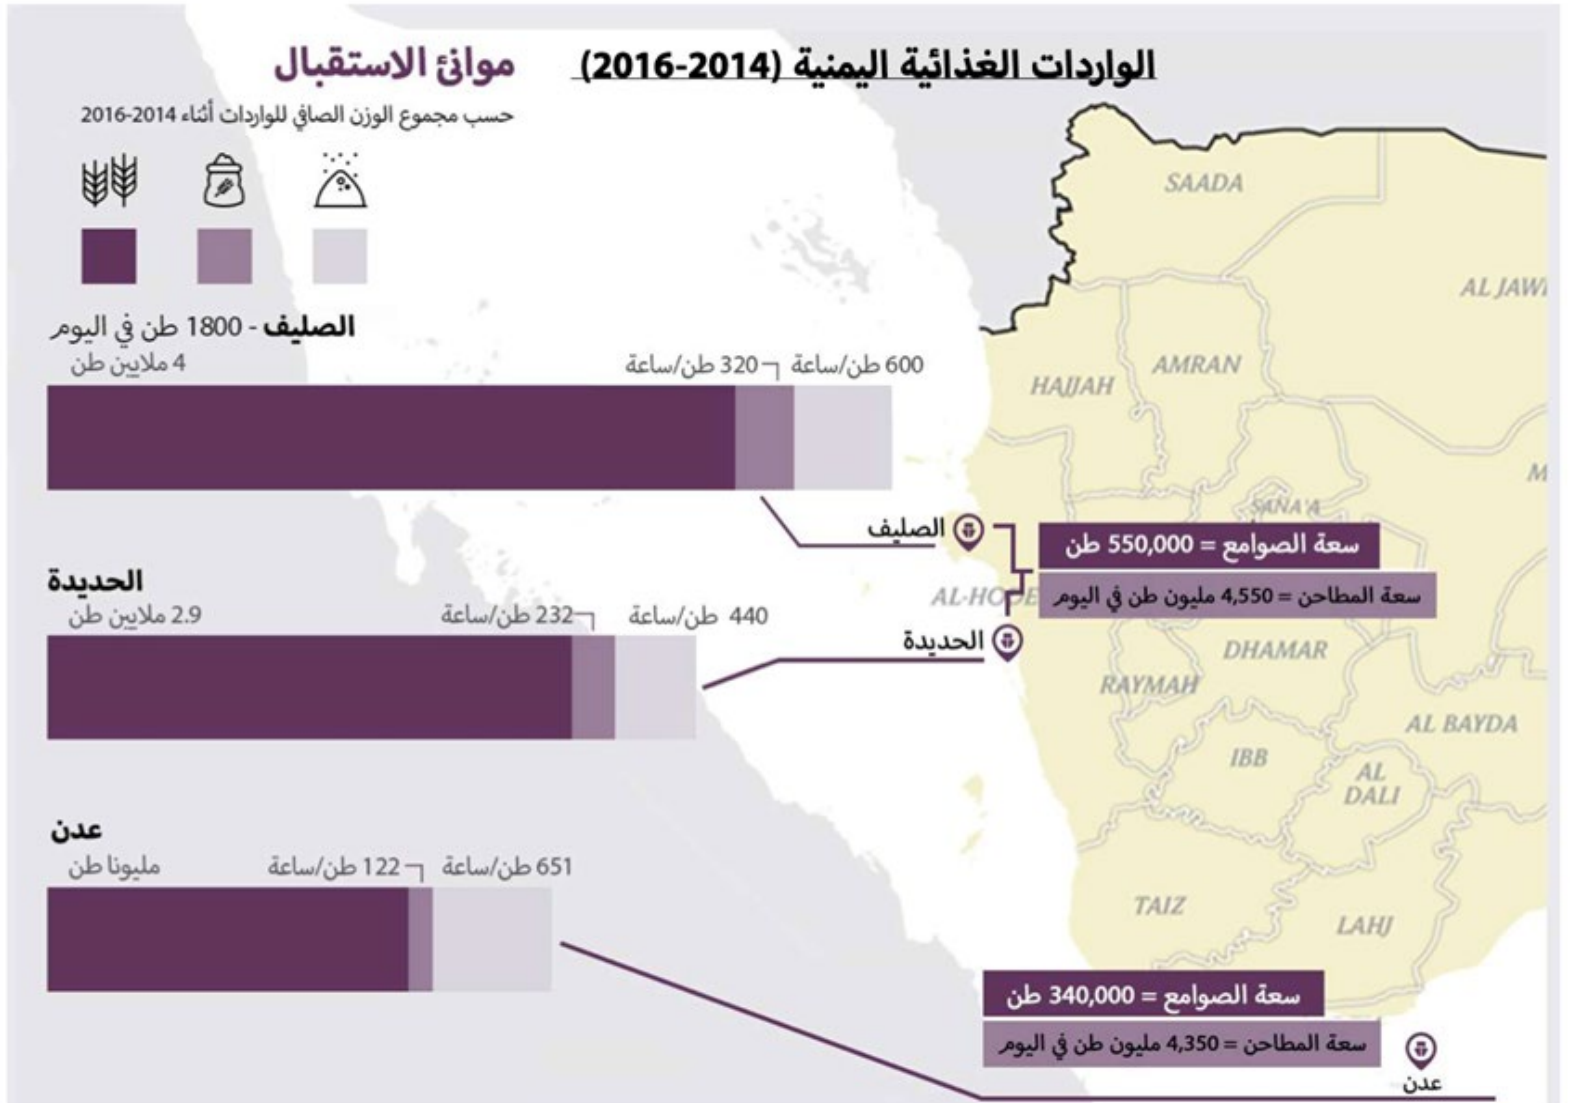 الواردات الغذائية اليمنية (2014-2016)
موانئ الاستقبال
حسب مجموع الوزن الصافي للواردات أثناء 2014-2016
الصليف - 1800 طن في اليوم
4 ملايين طن
320 طن/ساعة
600 طن/ساعة
الحديدة
2.9 ملايين طن
232 طن/ساعة
440 طن/ساعة
عدن
مليونا طن
122 طن/ساعة
651 طن/ساعة
SAADA
AL JAW
HAJJAH
AMRAN
M
SANA'A
الصليف
سعة الصوامع = 550,000 طن
سعة المطاحن = 4,550 مليون طن في اليوم
AL-HODE
الحديدة
DHAMAR
RAYMAH
AL BAYDA
IBB
AL
DALI
TAIZ
LAHJ
سعة الصوامع = 340,000 طن
سعة المطاحن = 4,350 مليون طن في اليوم
عدن